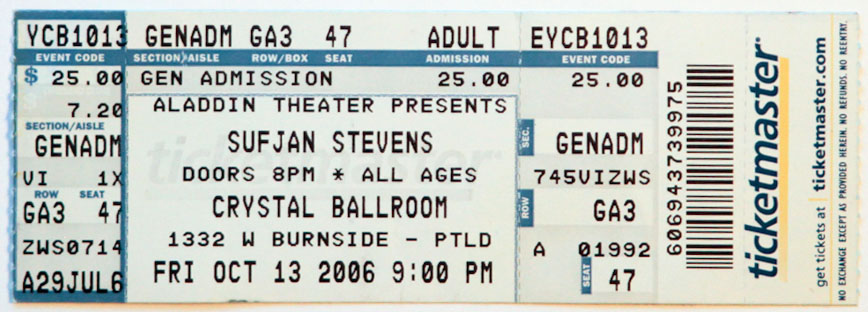 YCB1013 GENADM GA3 47 ADULT EYCB1013
EVENT CODE SECTION/AISLE ROW/BOX SEAT ADMISSION EVENT CODE
$ 25.00 GEN ADMISSION 25.00 25.00
7.20
SECTION/AISLE
GENADM
VI 1X
ROW SEAT
GA3 47
ZWS0714
A29JUL6
ALADDIN THEATER PRESENTS
SUFJAN STEVENS
DOORS 8PM * ALL AGES
CRYSTAL BALLROOM
1332 W BURNSIDE - PTLD
FRI OCT 13 2006 9:00 PM
ticketmaster
SEC. GENADM
745VIZWS
ROW GA3
A 01992
SEAT 47
606943739975
ticketmaster
get tickets at ticketmaster.com
NO EXCHANGE EXCEPT AS PROVIDED HEREIN. NO REFUNDS. NO REENTRY.